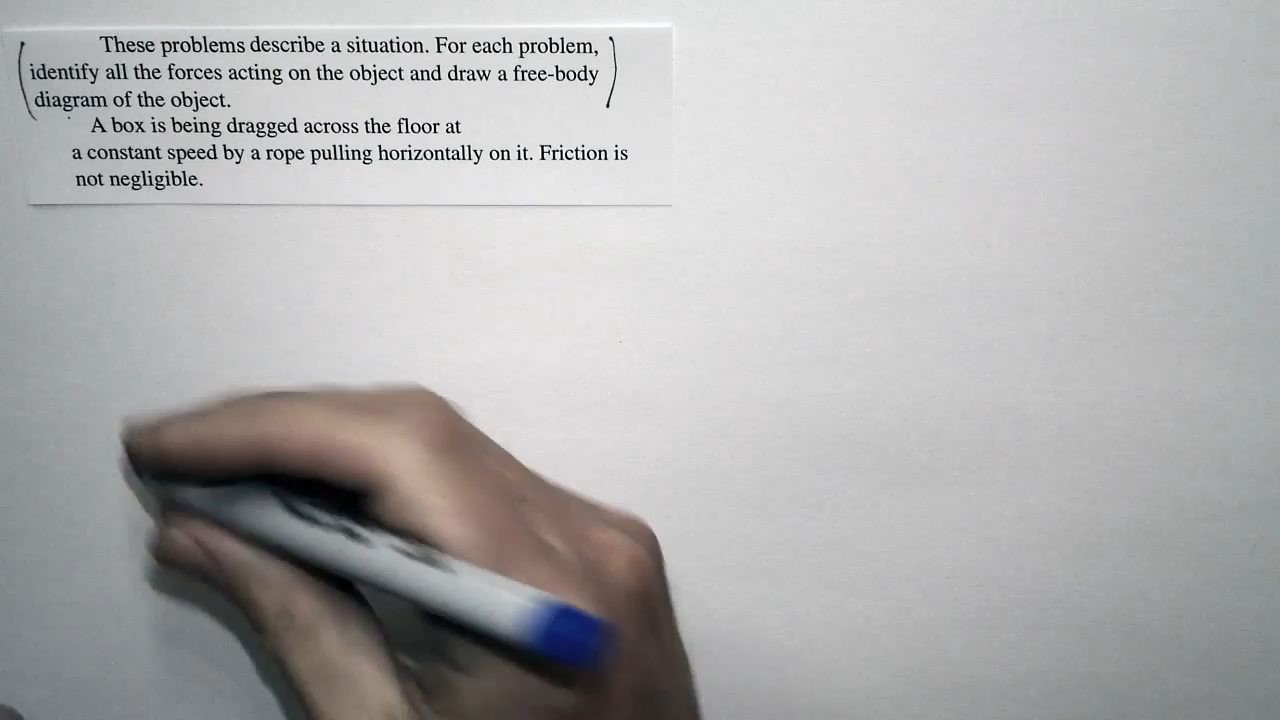 These problems describe a situation. For each problem,
identify all the forces acting on the object and draw a free-body
diagram of the object.
A box is being dragged across the floor at
a constant speed by a rope pulling horizontally on it. Friction is
not negligible.